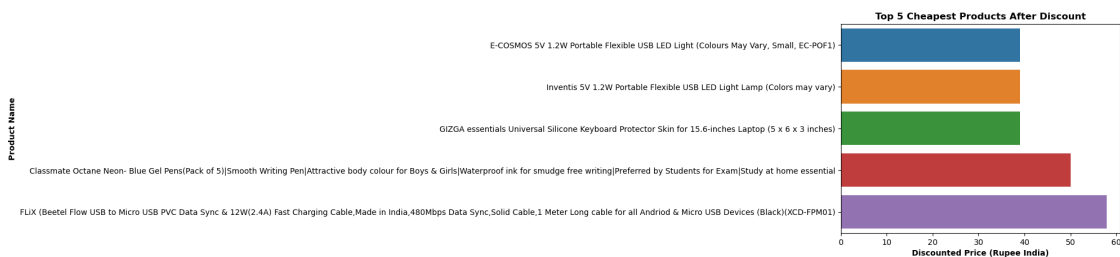 Top 5 Cheapest Products After Discount
E-COSMOS 5V 1.2W Portable Flexible USB LED Light (Colours May Vary, Small, EC-POF1)
Inventis 5V 1.2W Portable Flexible USB LED Light Lamp (Colors may vary)
GIZGA essentials Universal Silicone Keyboard Protector Skin for 15.6-inches Laptop (5 x 6 x 3 inches)
Product Name
Classmate Octane Neon- Blue Gel Pens(Pack of 5)|Smooth Writing Pen|Attractive body colour for Boys & Girls|Waterproof ink for smudge free writing|Preferred by Students for Exam|Study at home essential
FLiX (Beetel Flow USB to Micro USB PVC Data Sync & 12W(2.4A) Fast Charging Cable,Made in India,480Mbps Data Sync,Solid Cable,1 Meter Long cable for all Andriod & Micro USB Devices (Black)(XCD-FPM01)
0 10 20 30 40 50 60
Discounted Price (Rupee India)